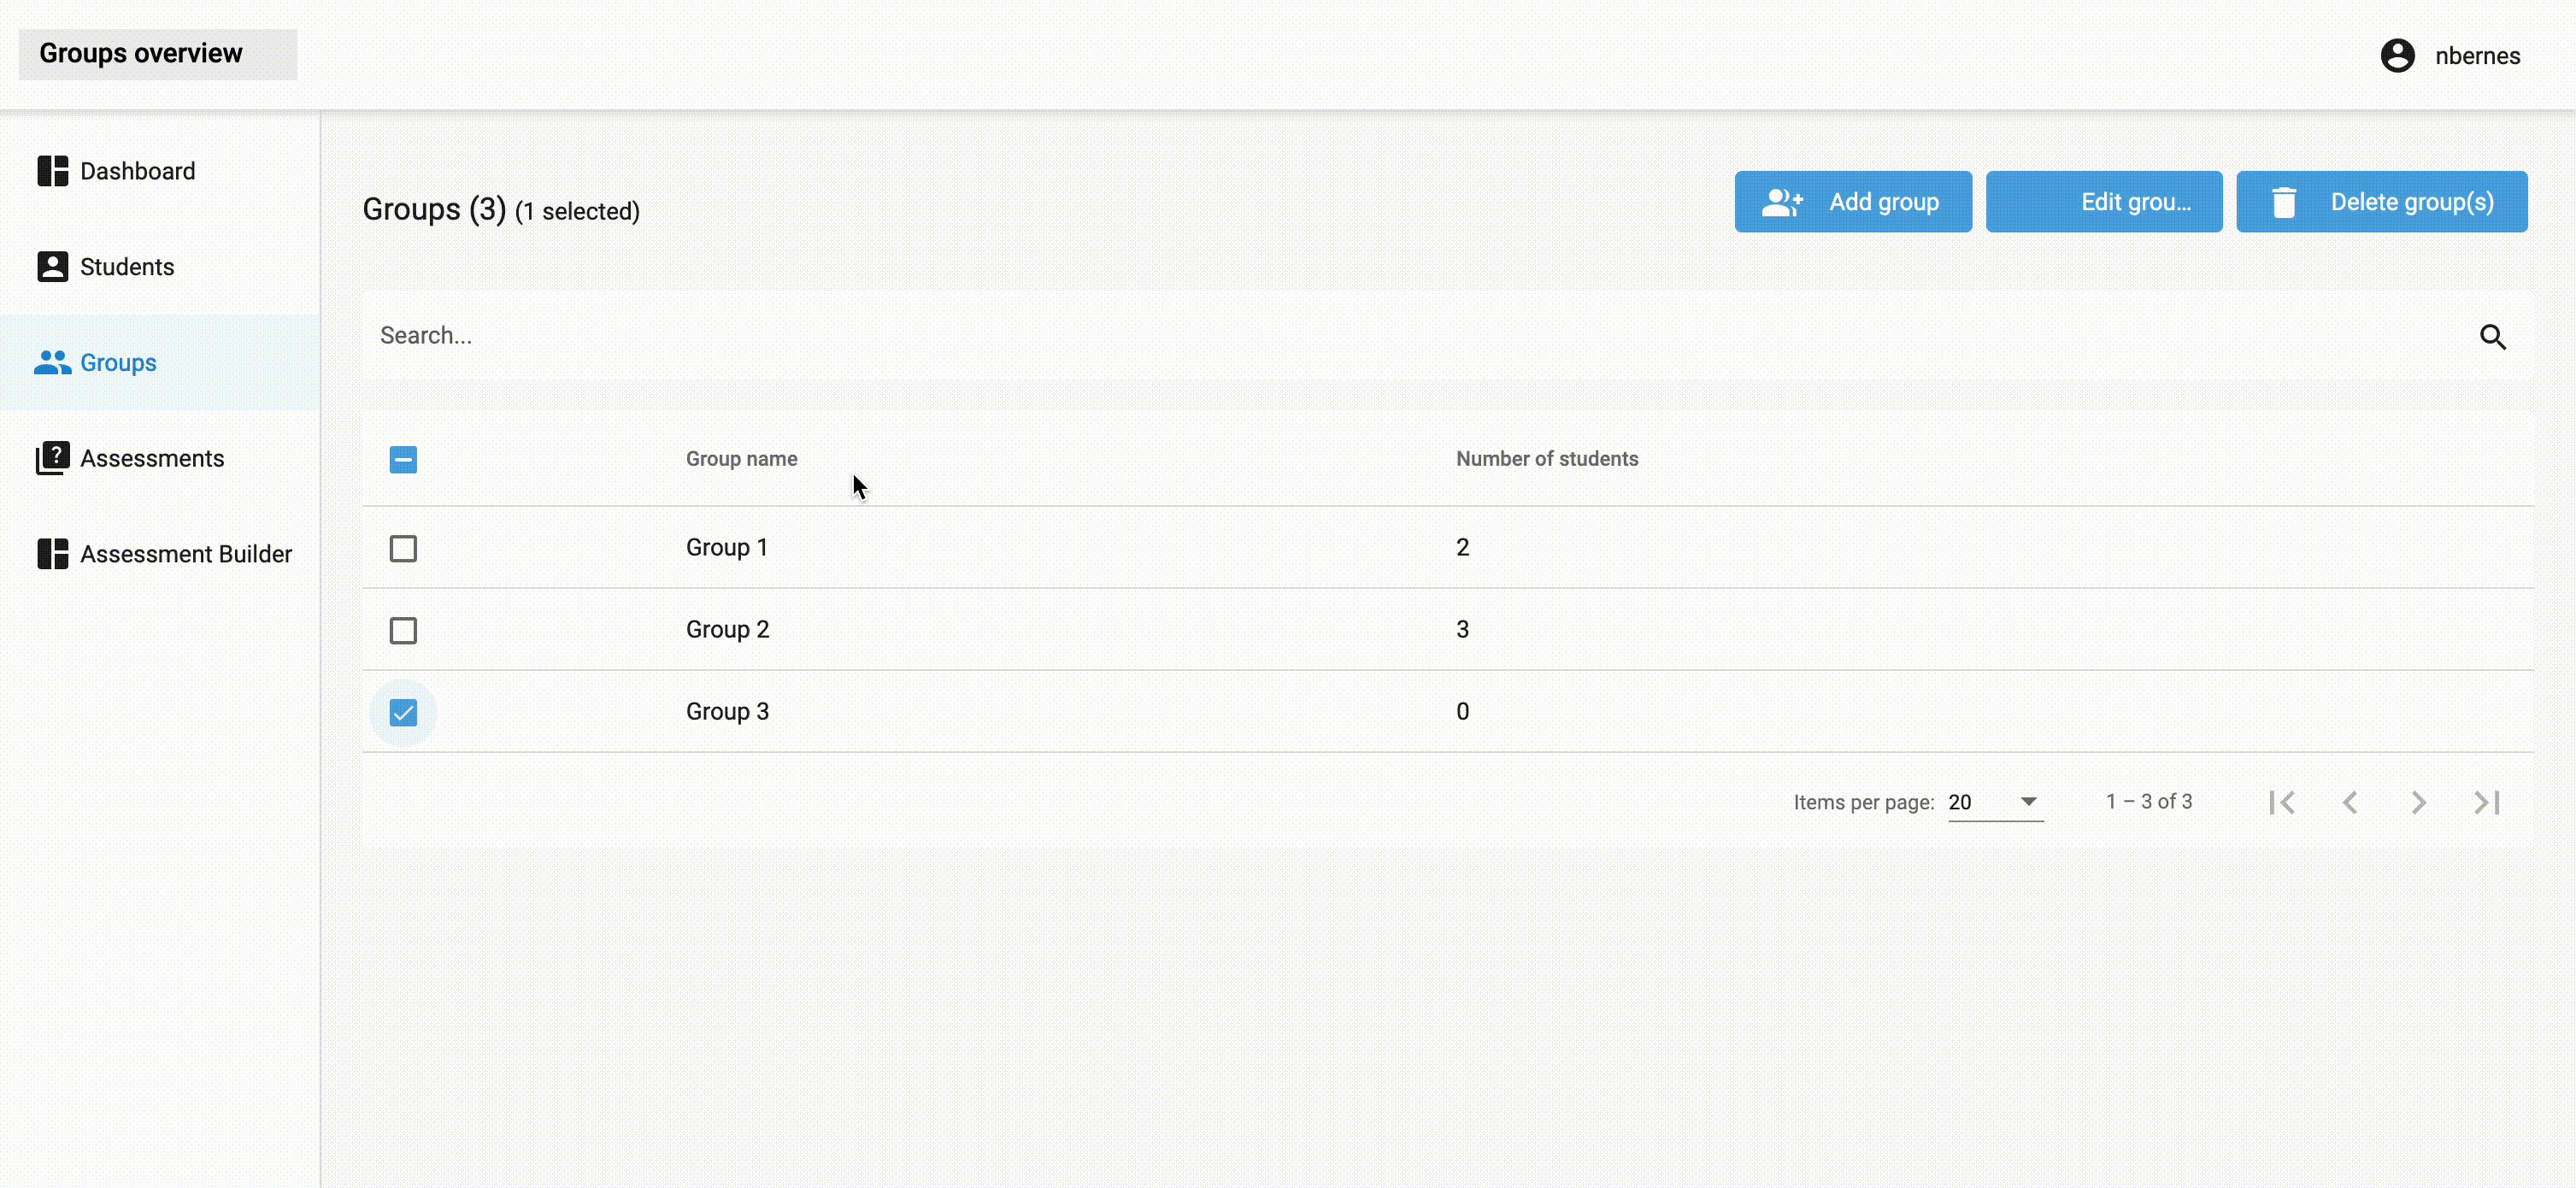 Groups overview
nbernes
Dashboard
Students
Groups
Assessments
Assessment Builder
Groups (3) (1 selected)
Add group
Edit grou...
Delete group(s)
Search...
Group name Number of students
Group 1 2
Group 2 3
Group 3 0
Items per page: 20 1 – 3 of 3